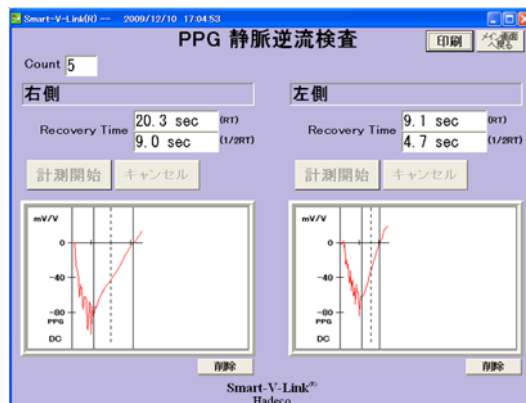 Smart-V-Link(R) -- 2009/12/10 17:04:53
PPG 静脈逆流検査
印刷
メイン画面
へ戻る
Count 5
右側
Recovery Time
20.3 sec (RT)
9.0 sec (1/2RT)
計測開始 キャンセル
mV/V
0
-40
-80
PPG
DC
削除
左側
Recovery Time
9.1 sec (RT)
4.7 sec (1/2RT)
計測開始 キャンセル
mV/V
0
-40
-80
PPG
DC
削除
Smart-V-Link(R)
Hadeco